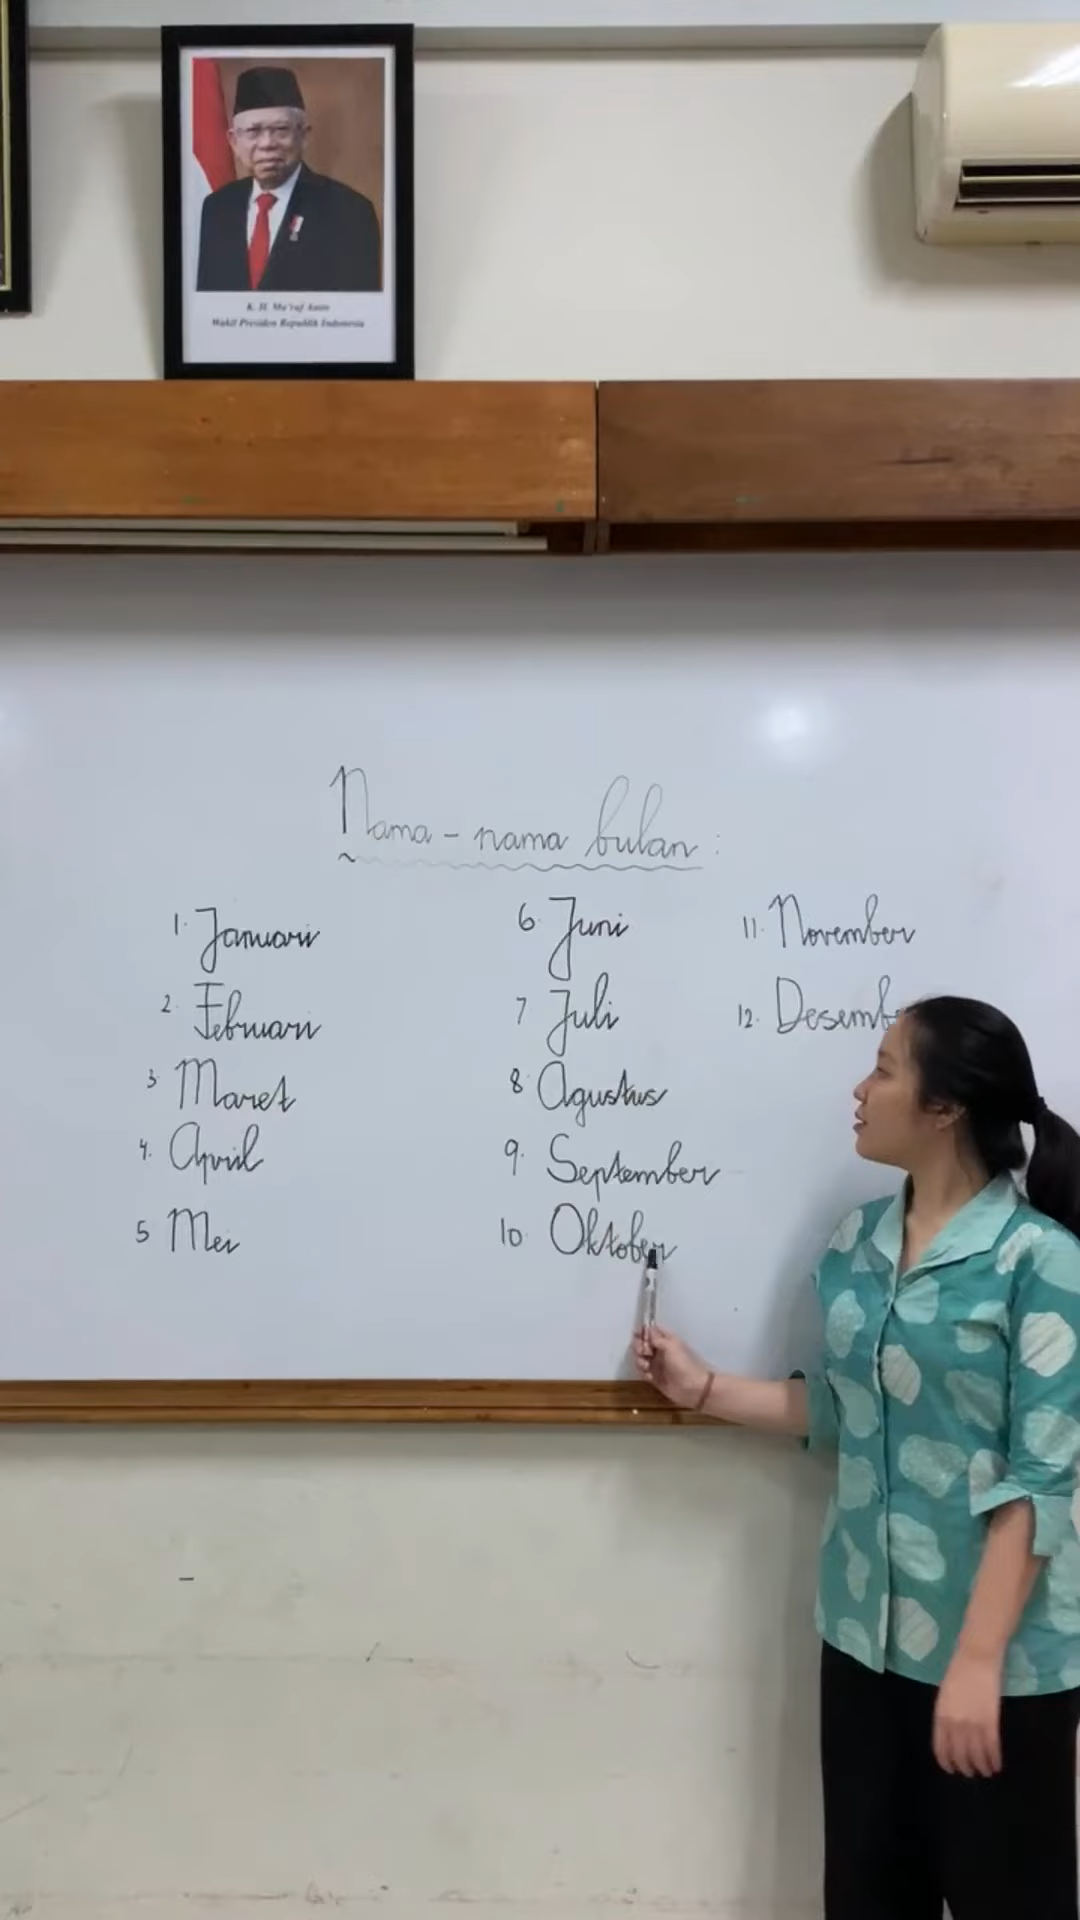 K. H. Ma'ruf Amin
Wakil Presiden Republik Indonesia
Nama-nama bulan :
1. Januari
2. Februari
3. Maret
4. April
5 Mei
6. Juni
7 Juli
8. Agustus
9. September
10. Oktober
11. November
12. Desembe